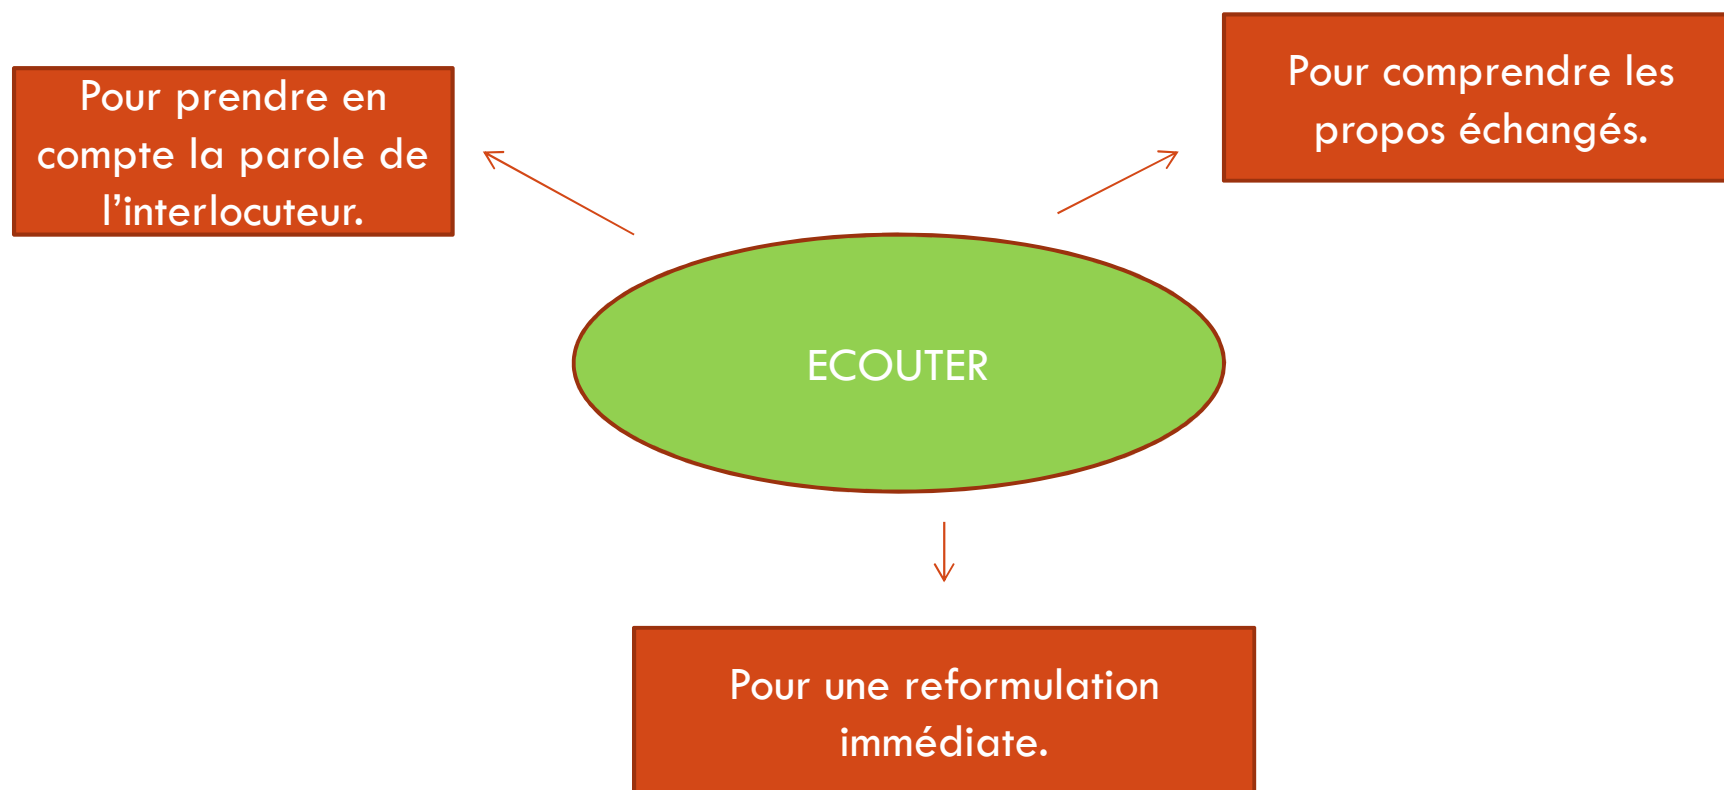 Pour prendre en
compte la parole de
l’interlocuteur.
Pour comprendre les
propos échangés.
ECOUTER
Pour une reformulation
immédiate.